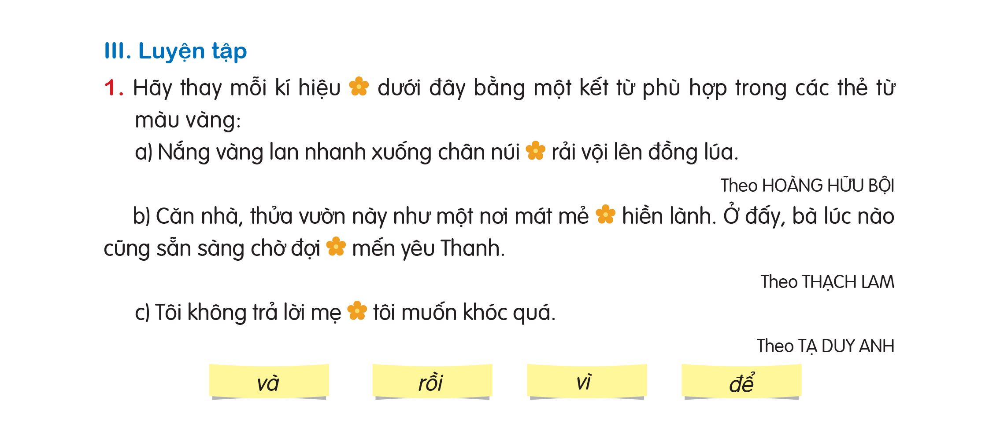 III. Luyện tập
1. Hãy thay mỗi kí hiệu dưới đây bằng một kết từ phù hợp trong các thẻ từ
màu vàng:
a) Nắng vàng lan nhanh xuống chân núi rải vội lên đồng lúa.
Theo HOÀNG HỮU BỘI
b) Căn nhà, thửa vườn này như một nơi mát mẻ hiền lành. Ở đấy, bà lúc nào
cũng sẵn sàng chờ đợi mến yêu Thanh.
Theo THẠCH LAM
c) Tôi không trả lời mẹ tôi muốn khóc quá.
Theo TẠ DUY ANH
và rồi vì để